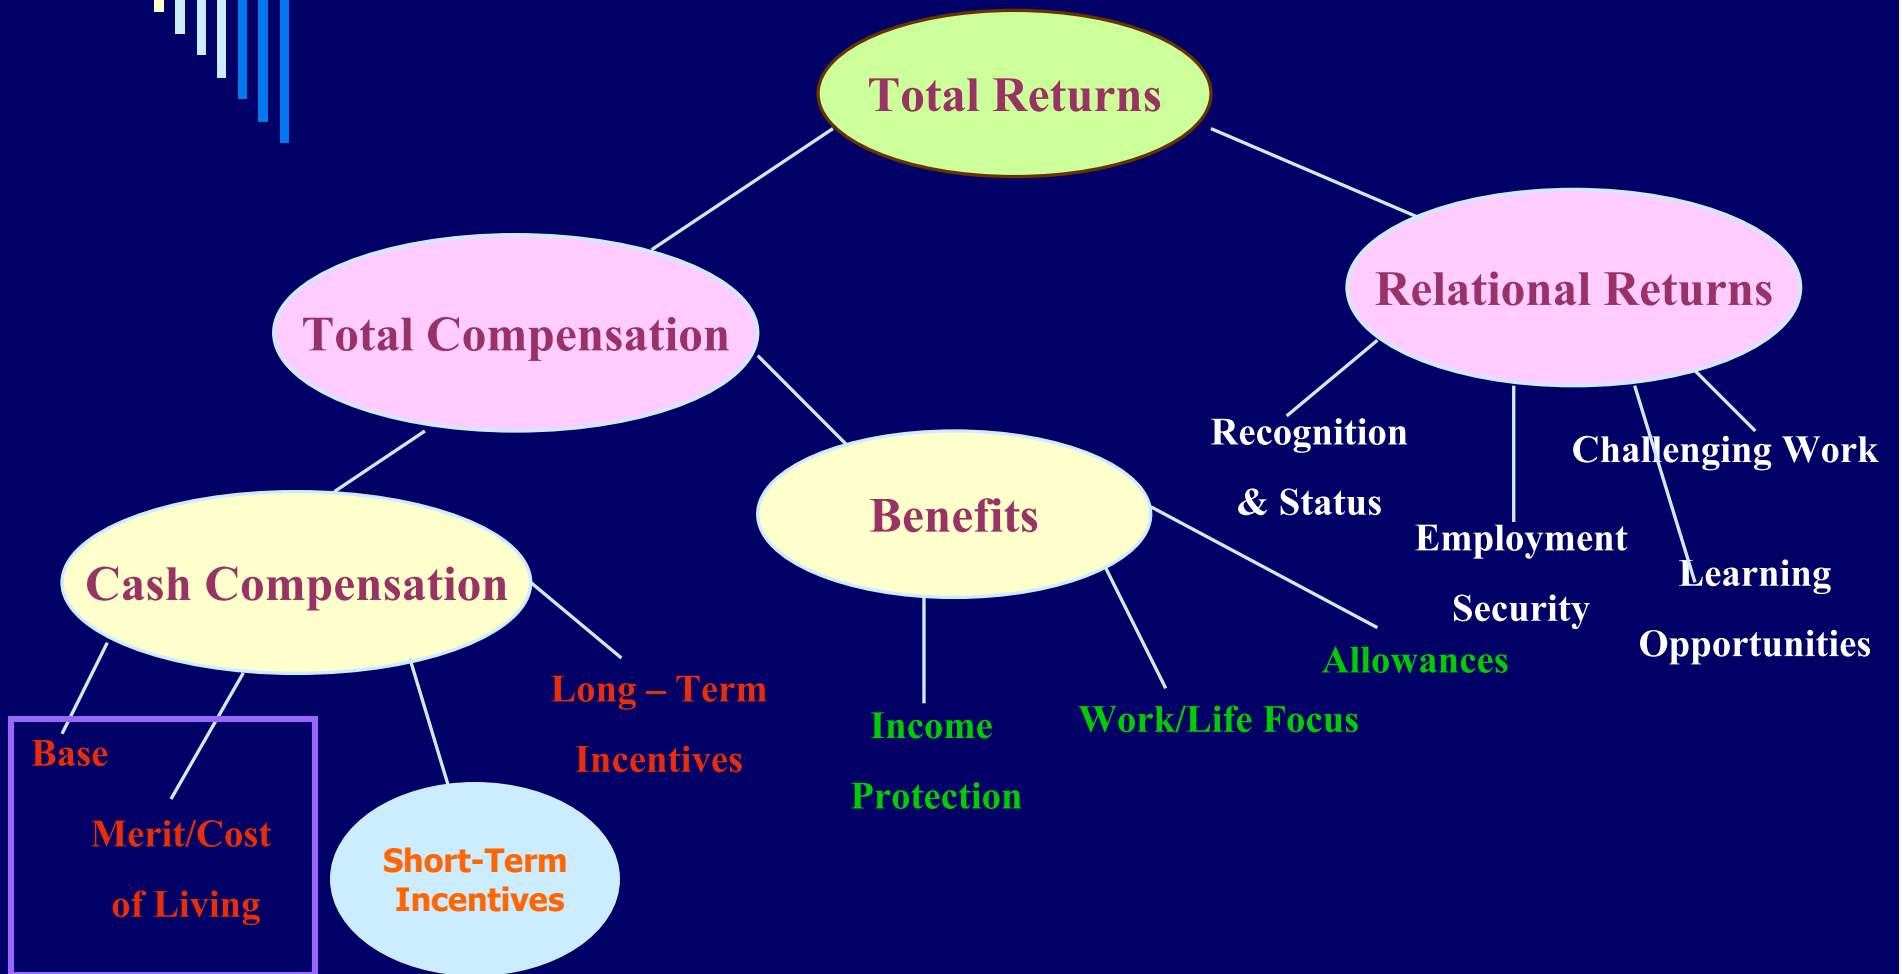 Total Returns
Relational Returns
Total Compensation
Recognition
& Status
Challenging Work
Employment
Security
Learning
Opportunities
Benefits
Cash Compensation
Allowances
Long – Term
Incentives
Income
Protection
Work/Life Focus
Base
Merit/Cost
of Living
Short-Term
Incentives